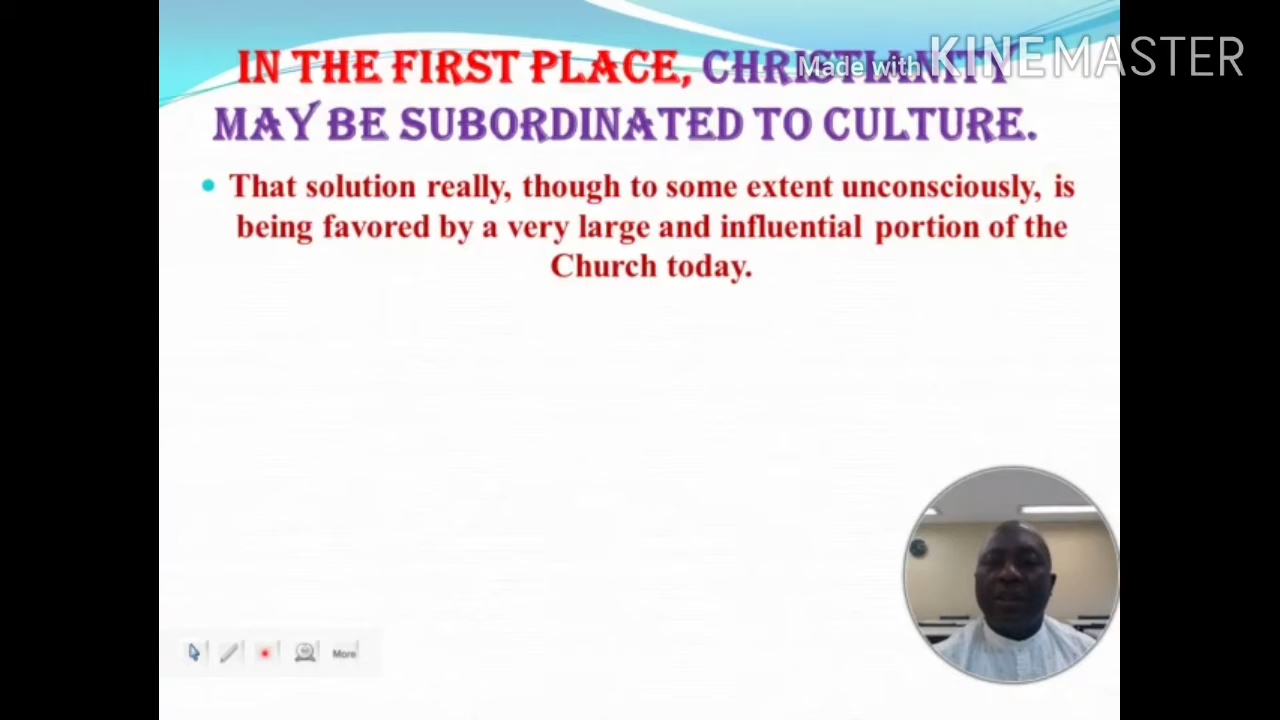 IN THE FIRST PLACE, CHRISTIANITY
Made with KINEMASTER
MAY BE SUBORDINATED TO CULTURE.
That solution really, though to some extent unconsciously, is
being favored by a very large and influential portion of the
Church today.
More